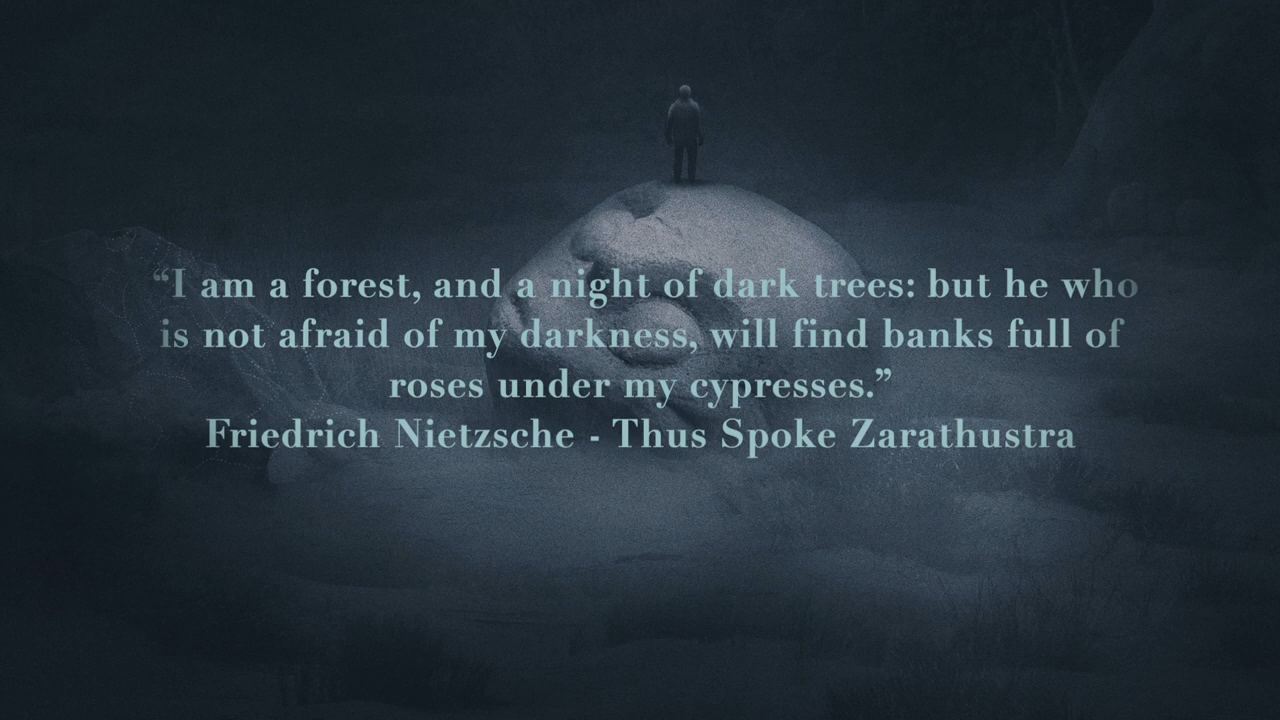 “I am a forest, and a night of dark trees: but he who
is not afraid of my darkness, will find banks full of
roses under my cypresses.”
Friedrich Nietzsche - Thus Spoke Zarathustra